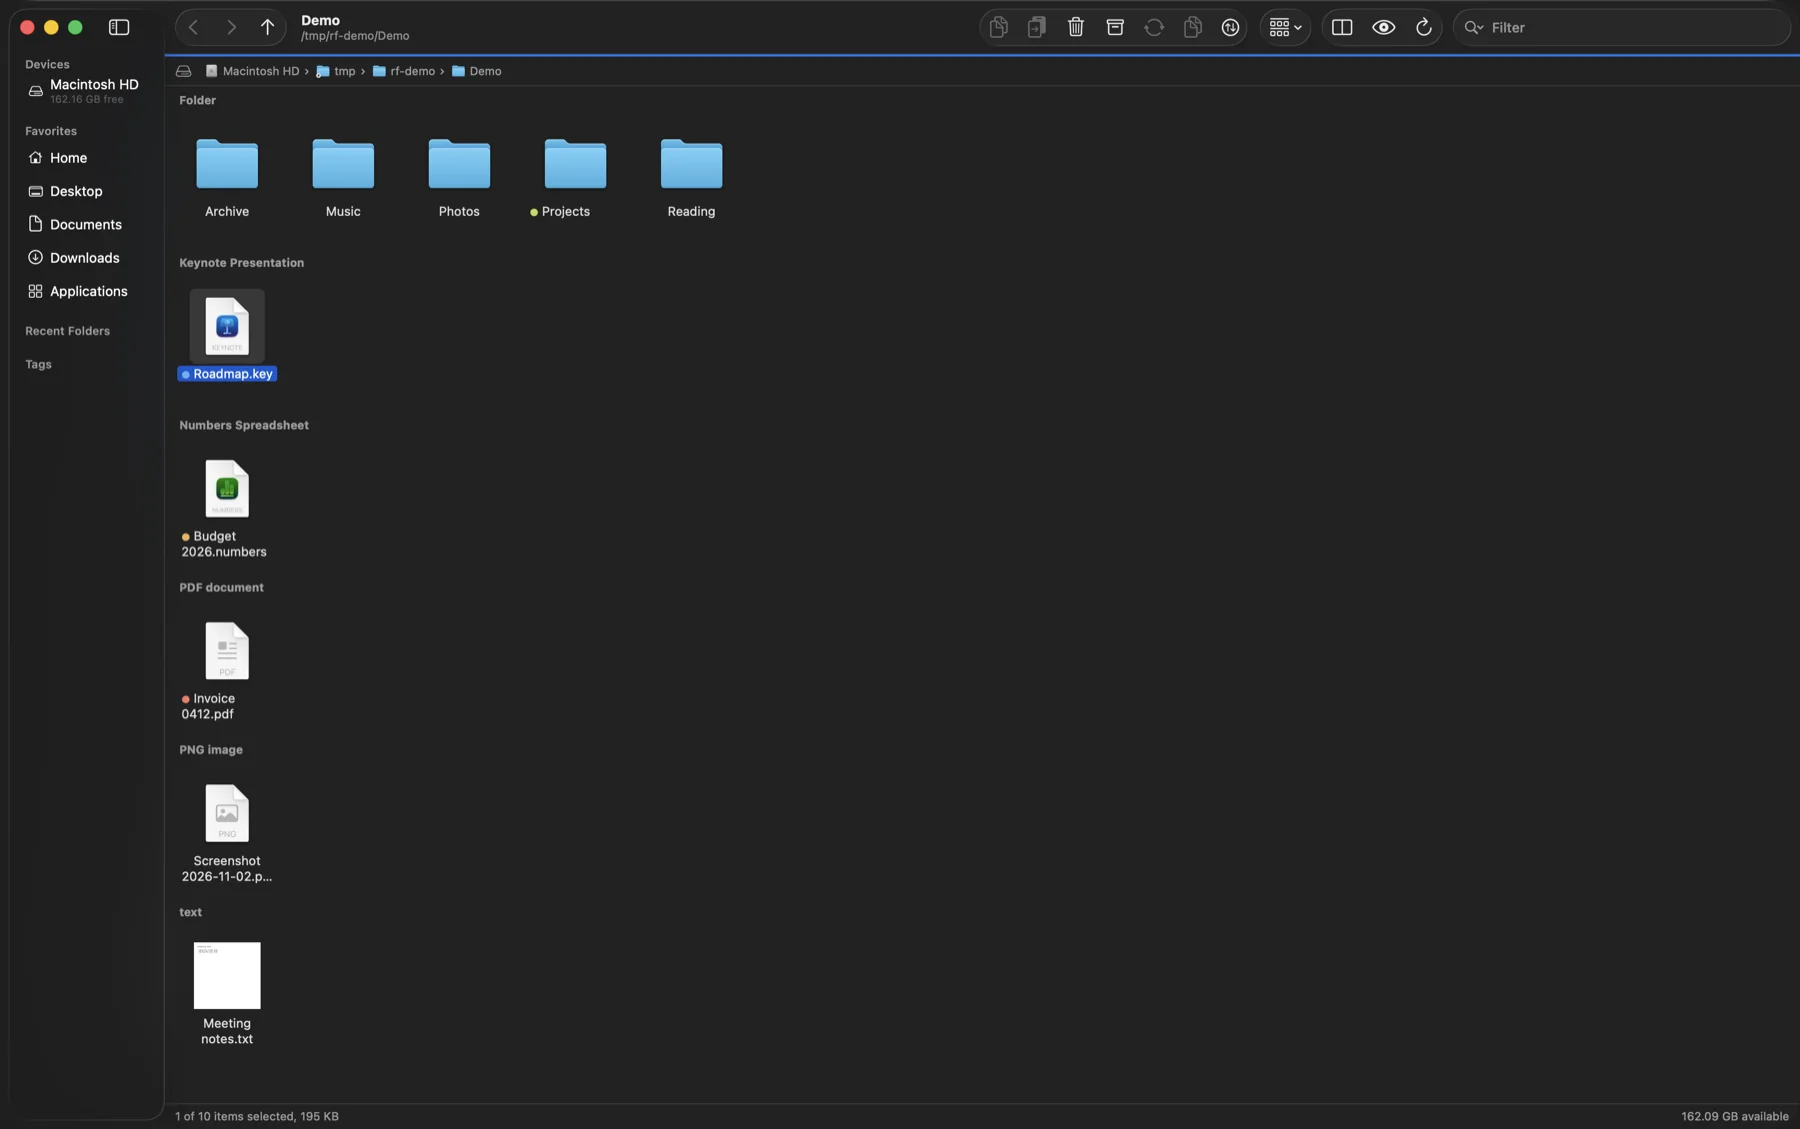 Demo
/tmp/rf-demo/Demo
Filter
Devices
Macintosh HD
162.16 GB free
Favorites
Home
Desktop
Documents
Downloads
Applications
Recent Folders
Tags
Macintosh HD › tmp › rf-demo › Demo
Folder
Archive
Music
Photos
Projects
Reading
Keynote Presentation
KEYNOTE
Roadmap.key
Numbers Spreadsheet
NUMBERS
Budget
2026.numbers
PDF document
PDF
Invoice
0412.pdf
PNG image
PNG
Screenshot
2026-11-02.p...
text
Meeting
notes.txt
1 of 10 items selected, 195 KB
162.09 GB available